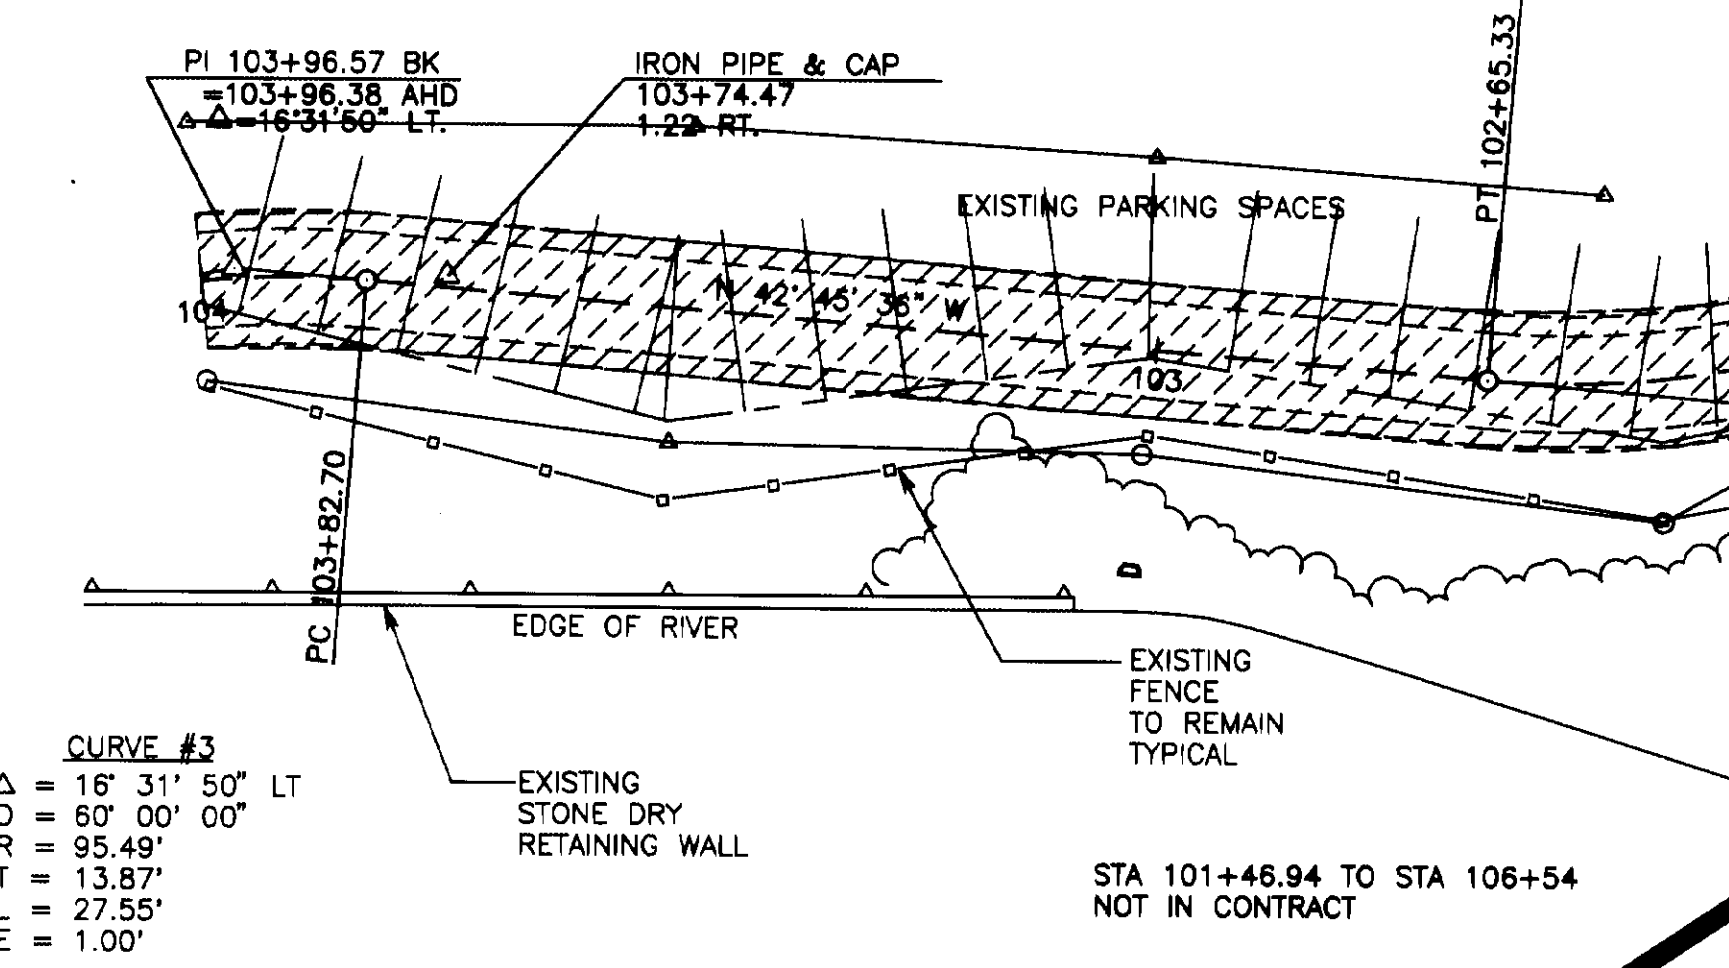 PI 103+96.57 BK
=103+96.38 AHD
△=16°31'50" LT.
IRON PIPE & CAP
103+74.47
1.22 RT.
PT 102+65.33
EXISTING PARKING SPACES
N 42° 45' 36" W
104
103
PC 103+82.70
EDGE OF RIVER
EXISTING
FENCE
TO REMAIN
TYPICAL
EXISTING
STONE DRY
RETAINING WALL
CURVE #3
△ = 16° 31' 50" LT
D = 60° 00' 00"
R = 95.49'
T = 13.87'
L = 27.55'
E = 1.00'
STA 101+46.94 TO STA 106+54
NOT IN CONTRACT